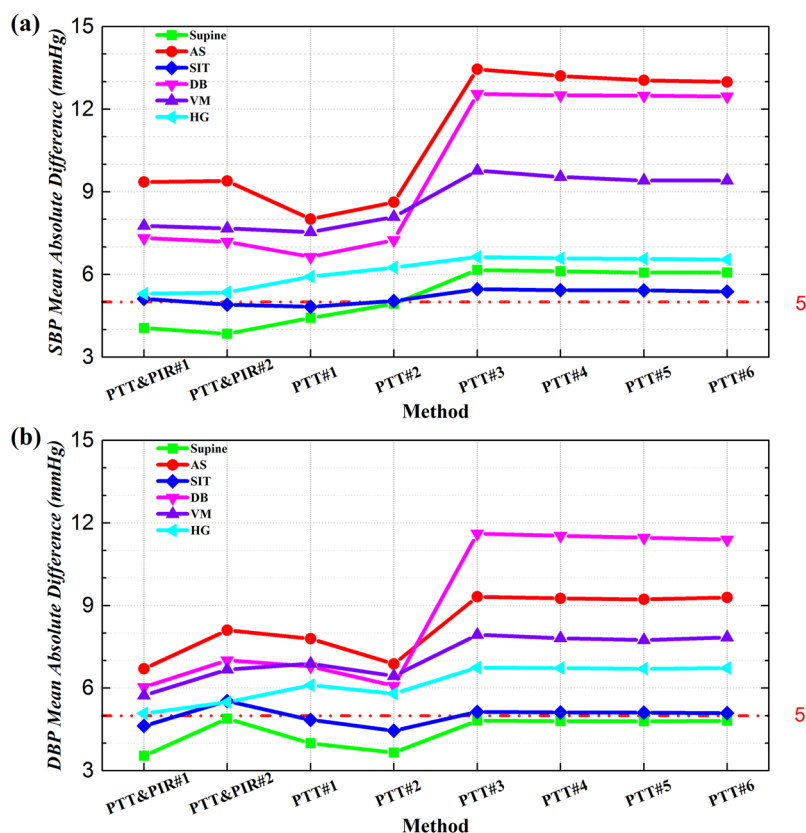 (a)
SBP Mean Absolute Difference (mmHg)
15
12
9
6
3
Supine
AS
SIT
DB
VM
HG
5
PTT&PIR#1
PTT&PIR#2
PTT#1
PTT#2
PTT#3
PTT#4
PTT#5
PTT#6
Method
(b)
DBP Mean Absolute Difference (mmHg)
15
12
9
6
3
Supine
AS
SIT
DB
VM
HG
5
PTT&PIR#1
PTT&PIR#2
PTT#1
PTT#2
PTT#3
PTT#4
PTT#5
PTT#6
Method